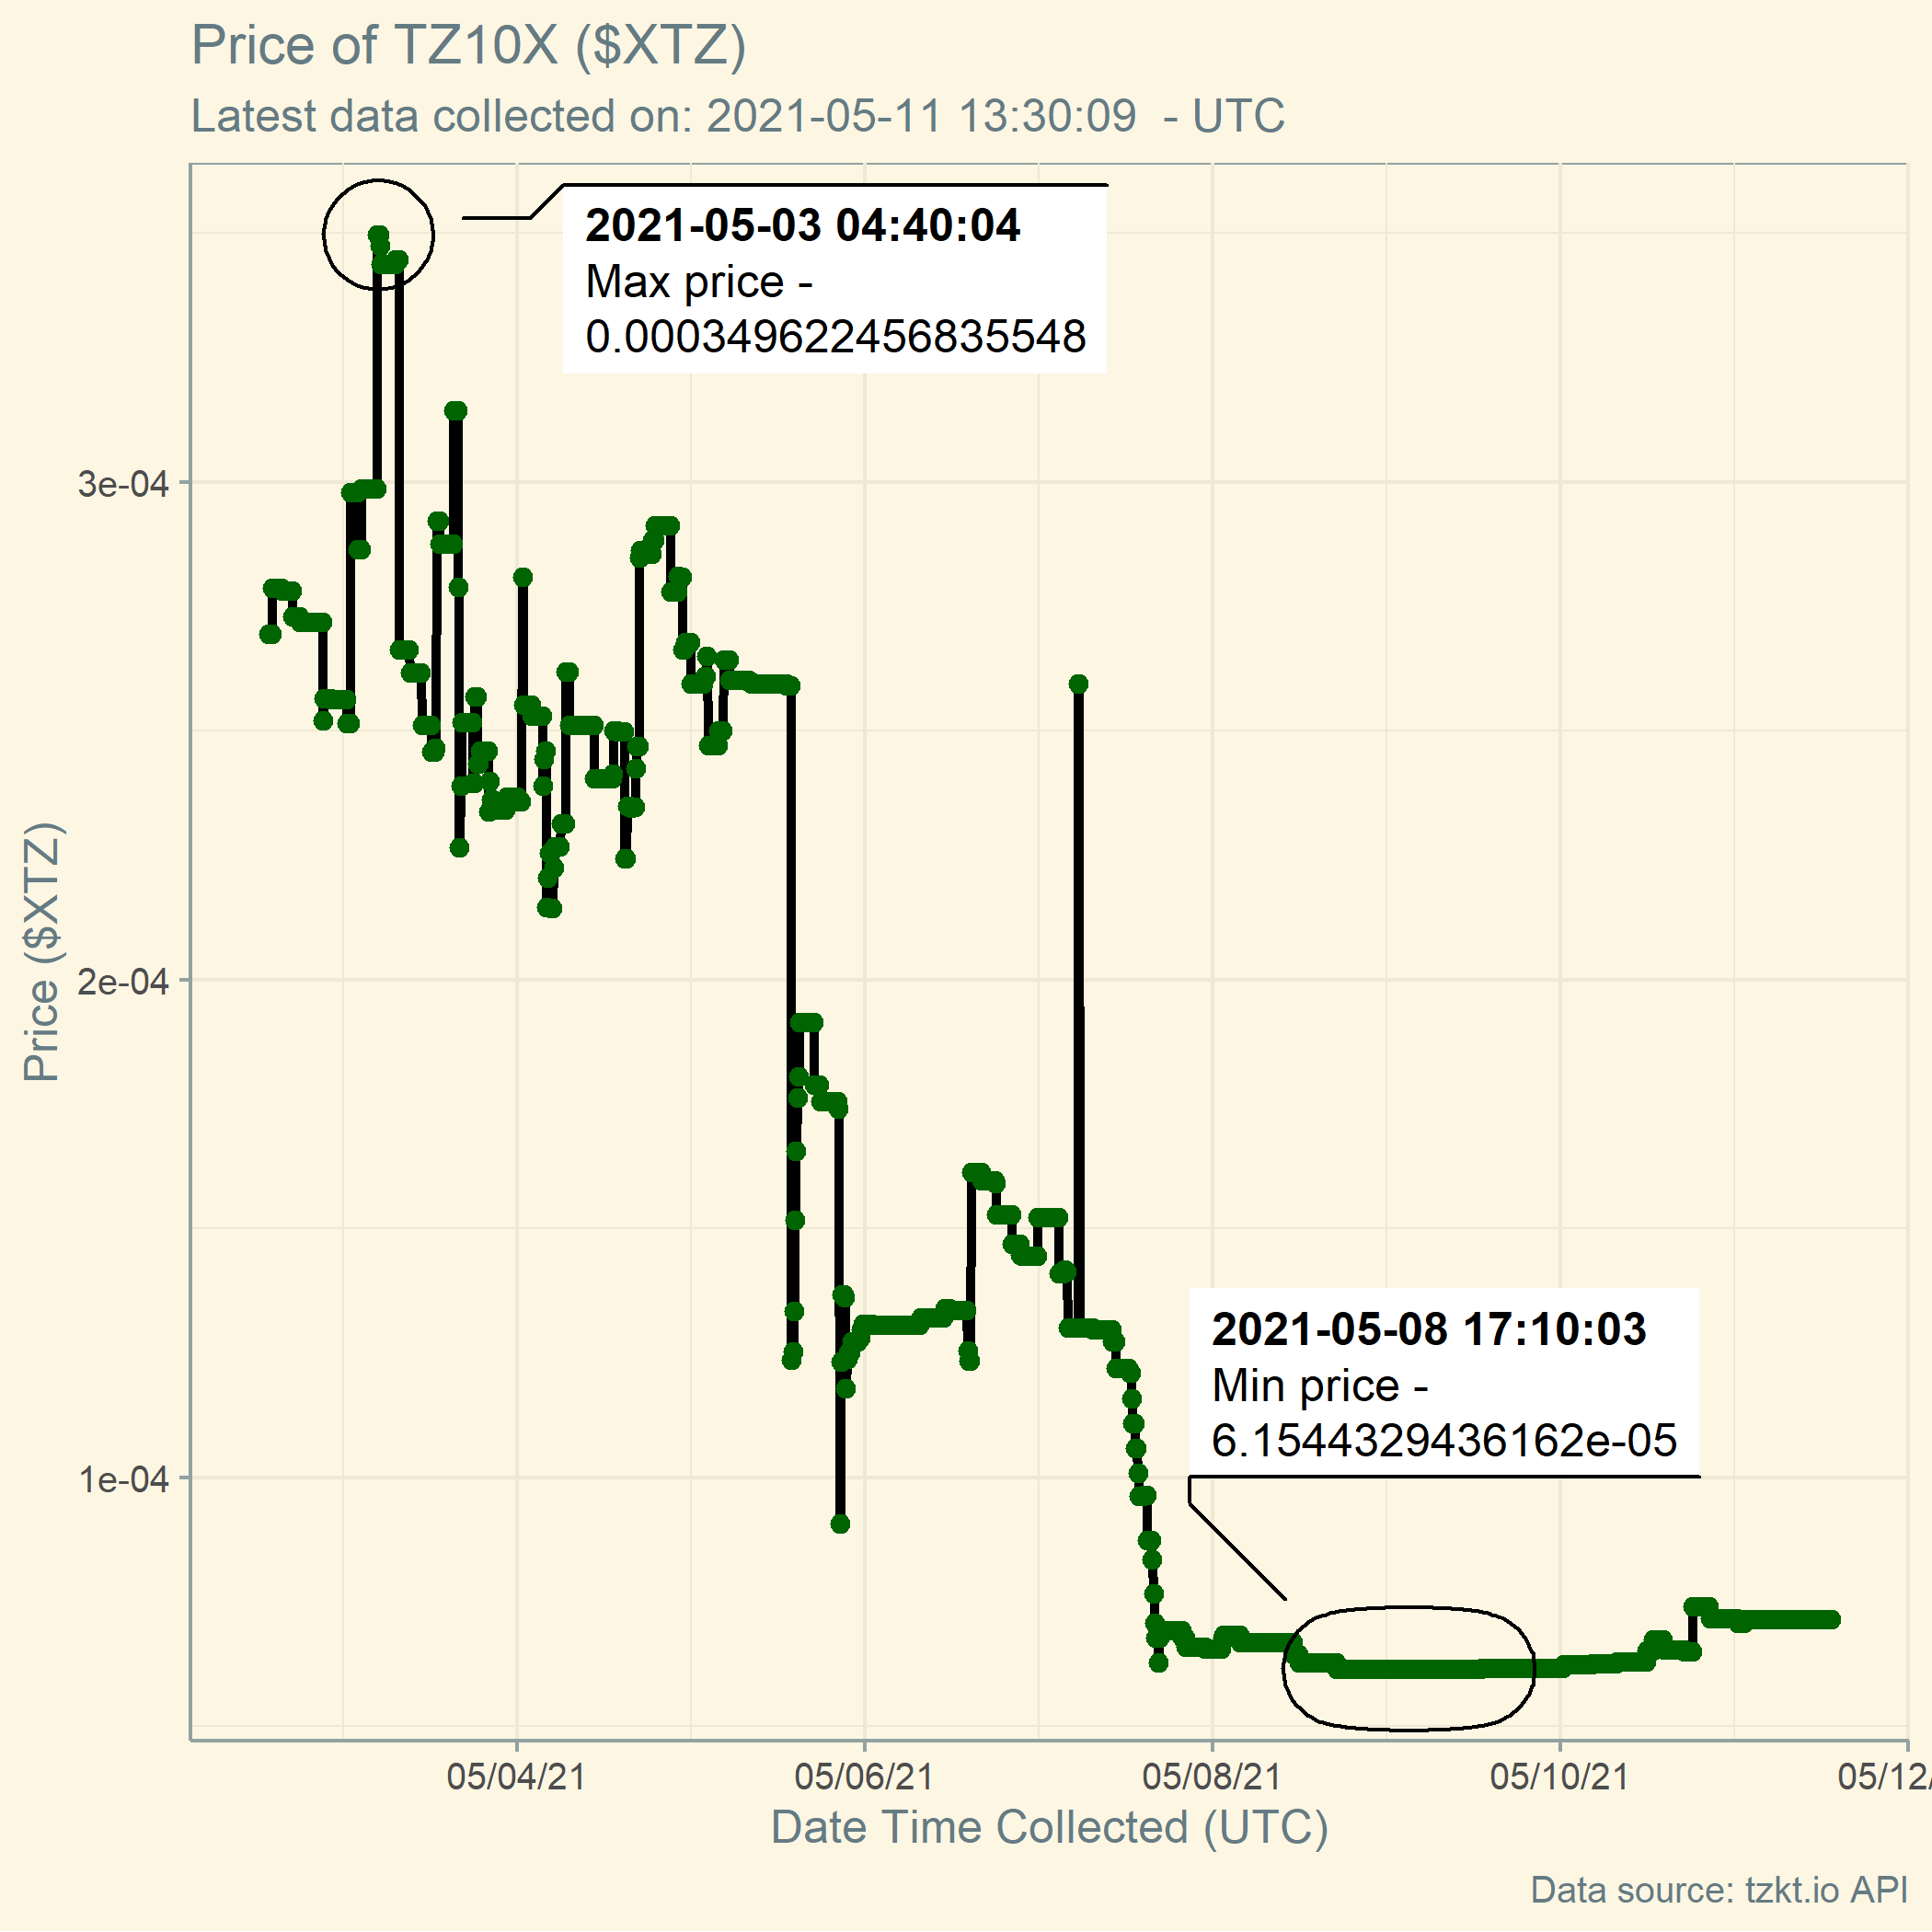 Price of TZ10X ($XTZ)
Latest data collected on: 2021-05-11 13:30:09  - UTC
2021-05-03 04:40:04
Max price -
0.000349622456835548
3e-04
2e-04
1e-04
Price ($XTZ)
2021-05-08 17:10:03
Min price -
6.1544329436162e-05
05/04/21
05/06/21
05/08/21
05/10/21
05/12/
Date Time Collected (UTC)
Data source: tzkt.io API